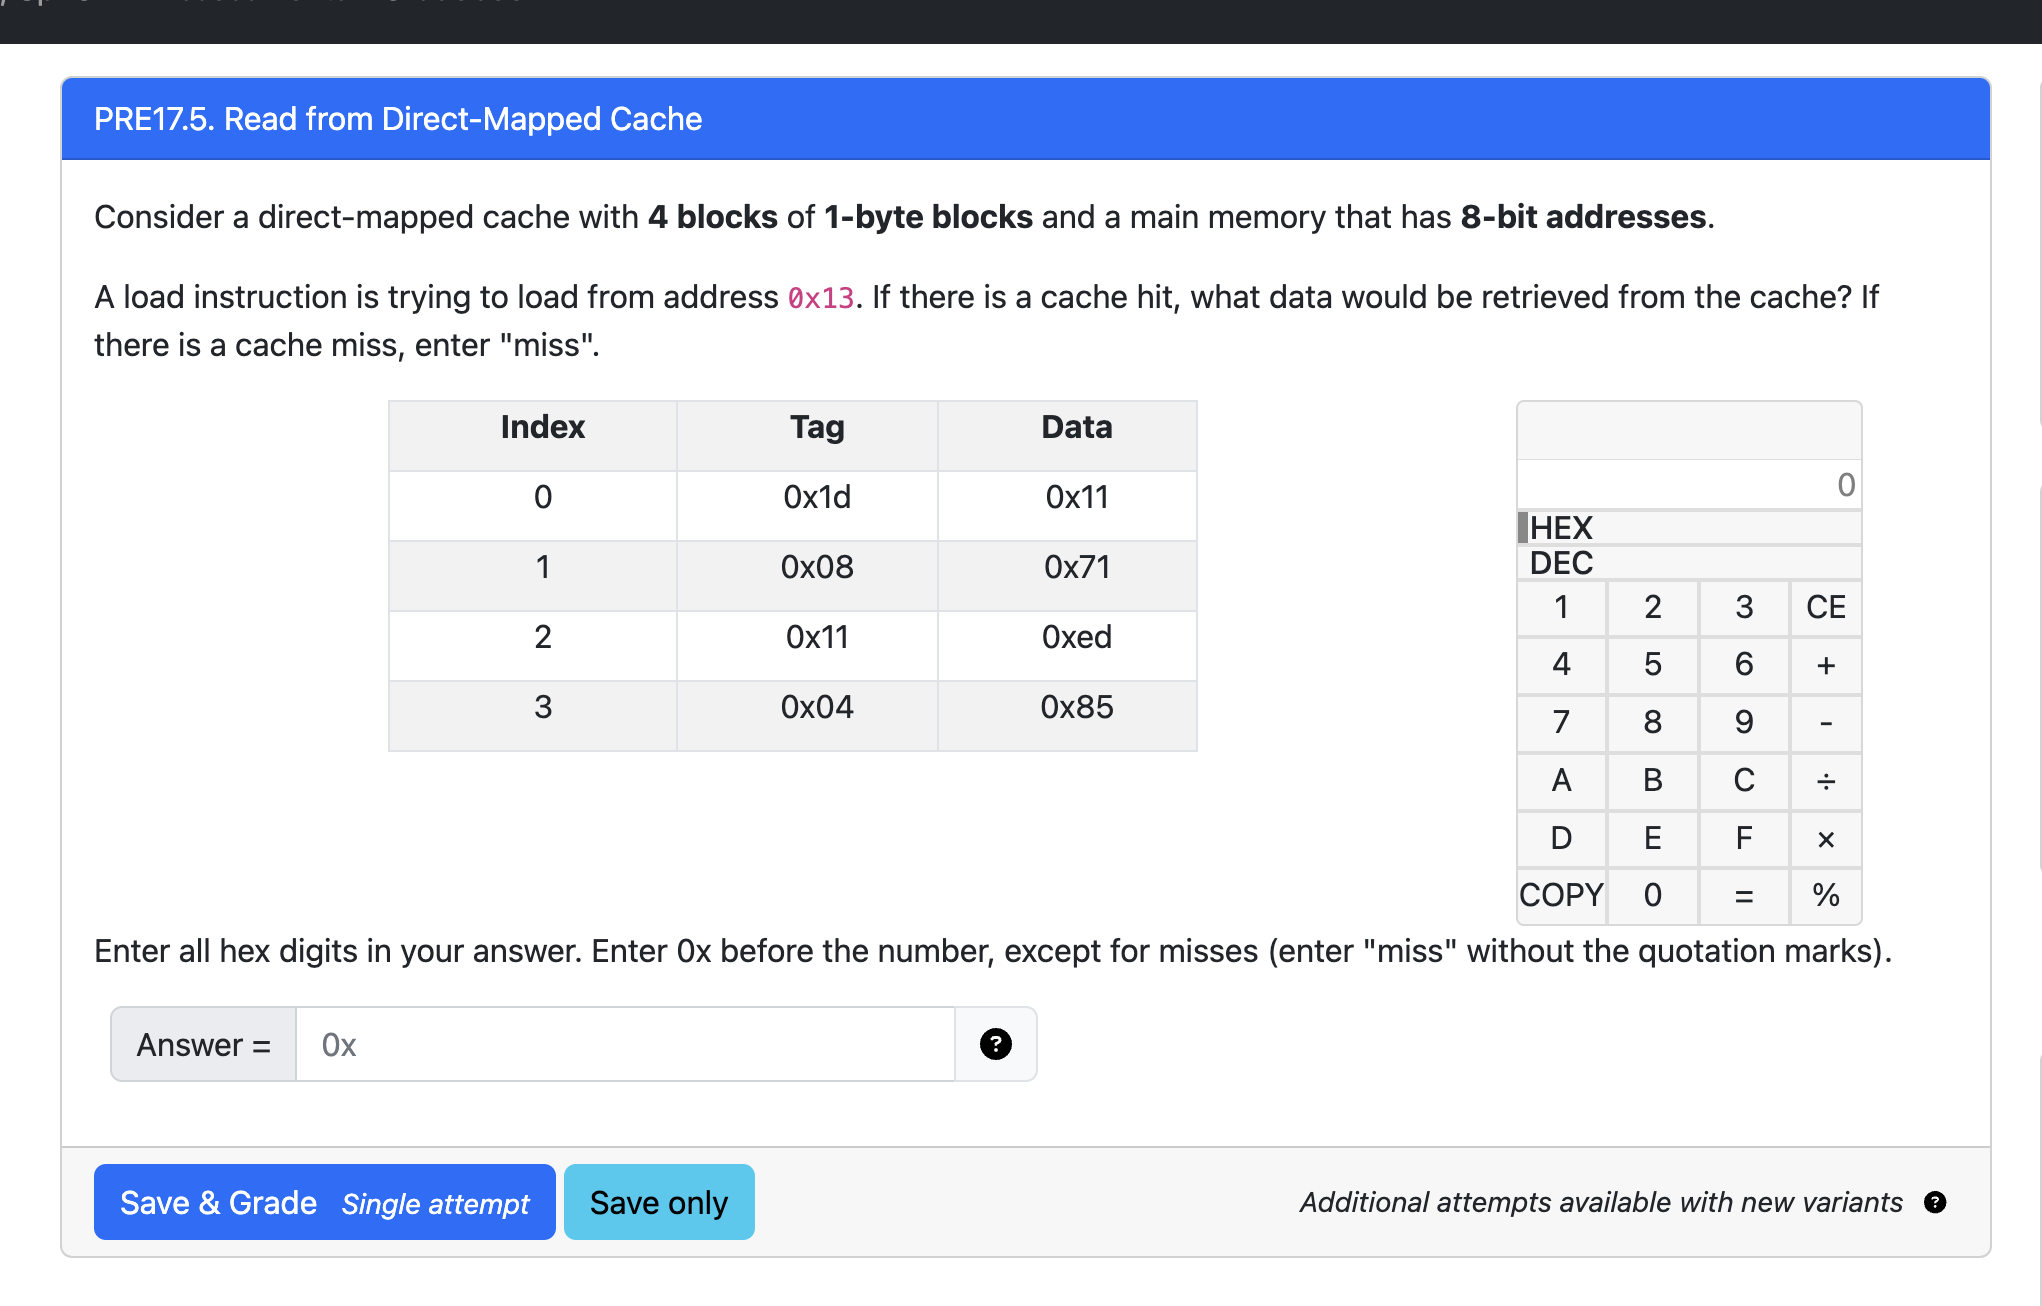 PRE17.5. Read from Direct-Mapped Cache
Consider a direct-mapped cache with 4 blocks of 1-byte blocks and a main memory that has 8-bit addresses.
A load instruction is trying to load from address 0x13. If there is a cache hit, what data would be retrieved from the cache? If
there is a cache miss, enter "miss".
Index Tag Data
0 0x1d 0x11
1 0x08 0x71
2 0x11 0xed
3 0x04 0x85
0
HEX
DEC
1 2 3 CE
4 5 6 +
7 8 9 -
A B C ÷
D E F ×
COPY 0 = %
Enter all hex digits in your answer. Enter 0x before the number, except for misses (enter "miss" without the quotation marks).
Answer = 0x ?
Save & Grade Single attempt Save only Additional attempts available with new variants ?